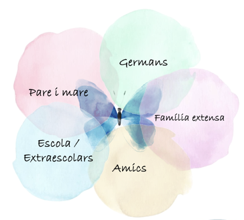 Germans
Pare i mare
Família extensa
Escola /
Extraescolars
Amics